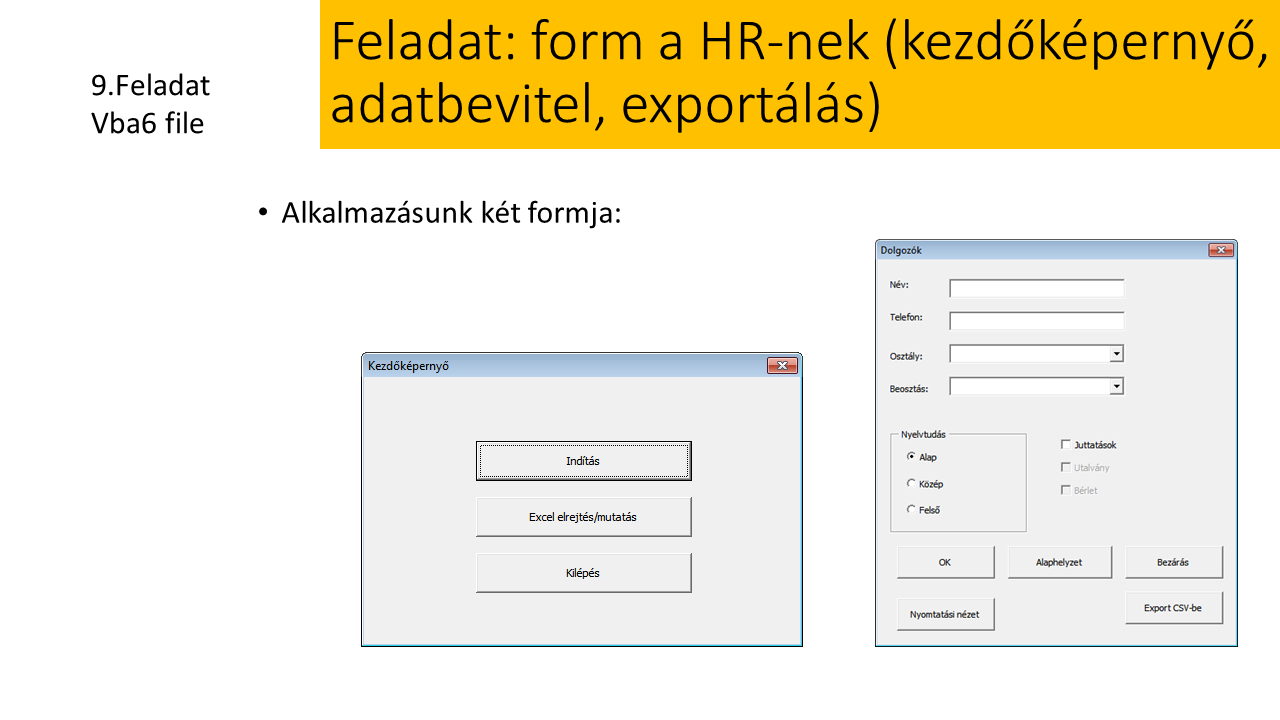 9.Feladat
Vba6 file
Feladat: form a HR-nek (kezdőképernyő,
adatbevitel, exportálás)
• Alkalmazásunk két formja:
Kezdőképernyő
Indítás
Excel elrejtés/mutatás
Kilépés
Dolgozók
Név:
Telefon:
Osztály:
Beosztás:
Nyelvtudás
Alap
Közép
Felső
Juttatások
Utalvány
Bérlet
OK
Alaphelyzet
Bezárás
Nyomtatási nézet
Export CSV-be